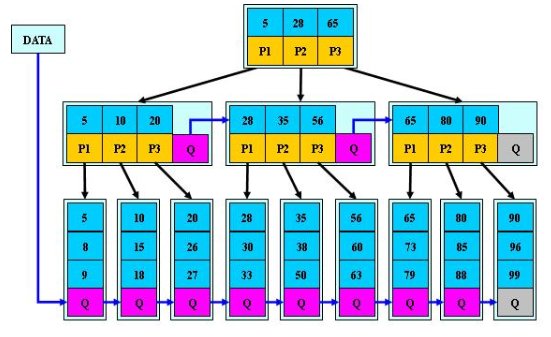 5 28 65
DATA
P1 P2 P3
5 10 20
28 35 56
65 80 90
P1 P2 P3 Q
P1 P2 P3 Q
P1 P2 P3 Q
5 10 20 28 35 56 65 80 90
8 15 26 30 38 60 73 85 96
9 18 27 33 50 63 79 88 99
Q Q Q Q Q Q Q Q Q